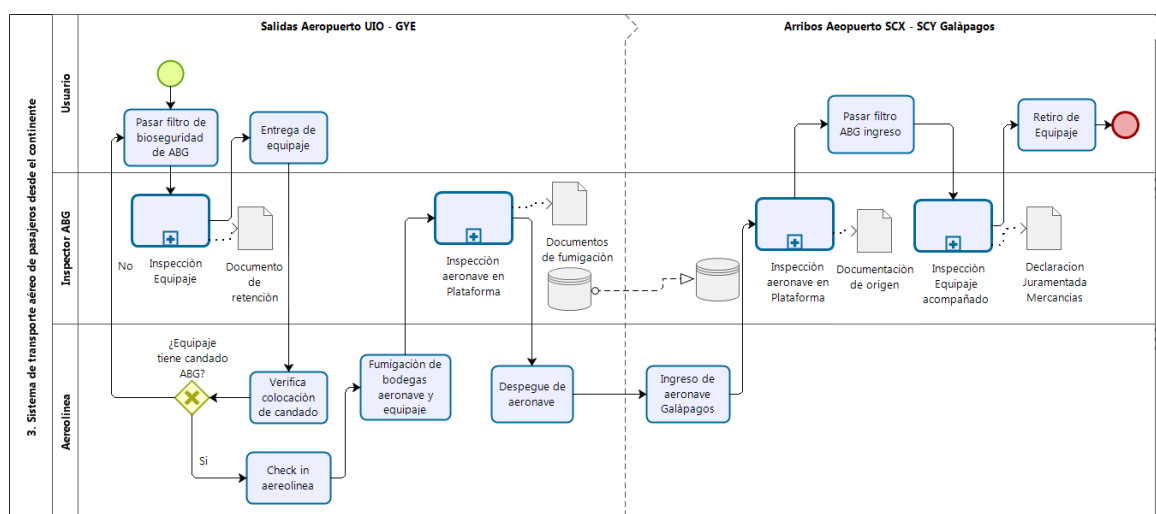 3. Sistema de transporte aéreo de pasajeros desde el continente
Salidas Aeropuerto UIO - GYE
Arribos Aeopuerto SCX - SCY Galàpagos
Usuario
Pasar filtro de
bioseguridad
de ABG
Entrega de
equipaje
Pasar filtro
ABG ingreso
Retiro de
Equipaje
Inspector ABG
No
Inspecciòn
Equipaje
Documento
de
retenciòn
Inspecciòn
aeronave en
Plataforma
Documentos
de fumigaciòn
Inspecciòn
aeronave en
Plataforma
Documentaciòn
de origen
Inspecciòn
Equipaje
acompañado
Declaracion
Juramentada
Mercancias
Aereolinea
¿Equipaje
tiene candado
ABG?
Verifica
colocaciòn
de candado
Fumigaciòn de
bodegas
aeronave y
equipaje
Despegue de
aeronave
Ingreso de
aeronave
Galàpagos
Si
Check in
aereolinea